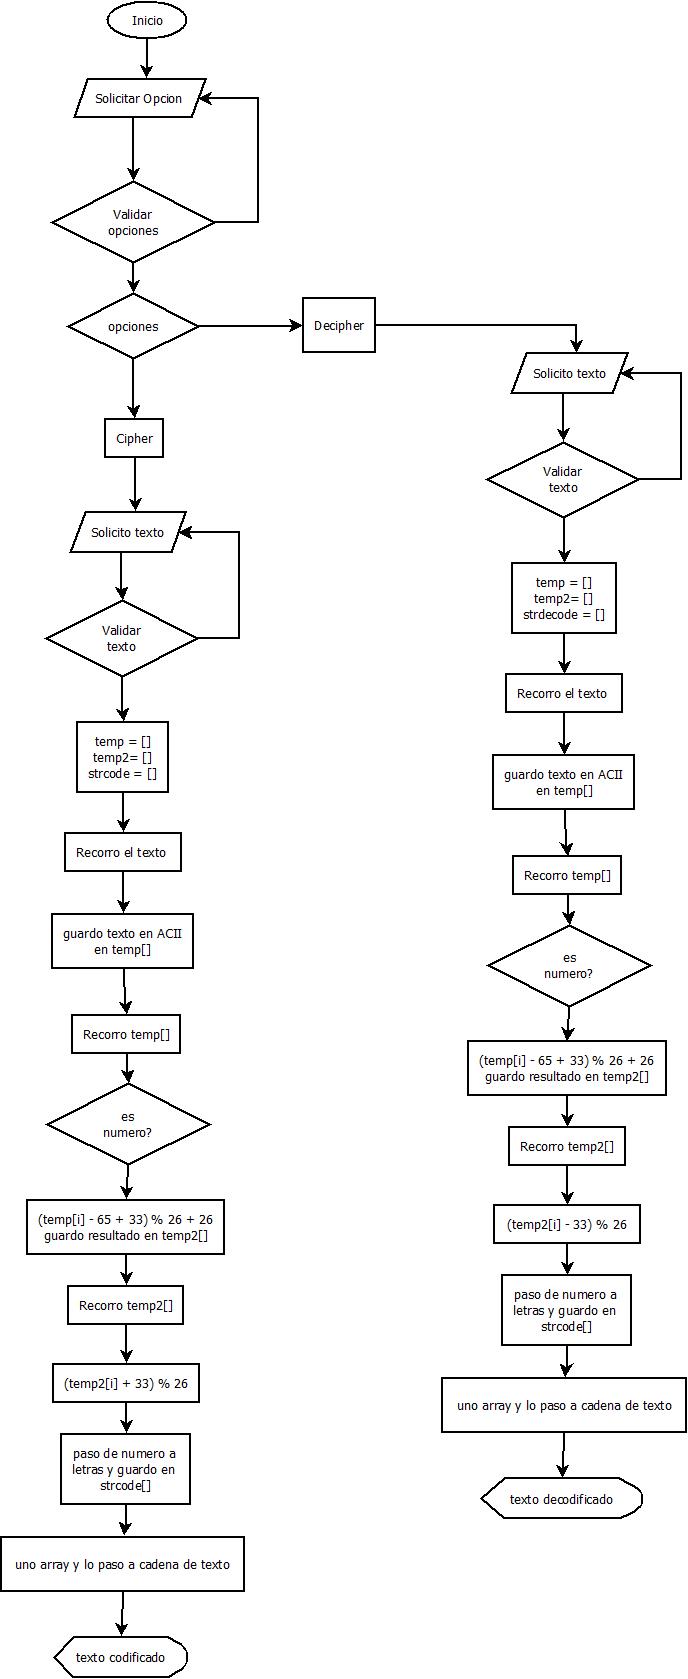 Inicio
Solicitar Opcion
Validar
opciones
opciones
Cipher
Solicito texto
Validar
texto
temp = []
temp2= []
strcode = []
Recorro el texto
guardo texto en ACII
en temp[]
Recorro temp[]
es
numero?
(temp[i] - 65 + 33) % 26 + 26
guardo resultado en temp2[]
Recorro temp2[]
(temp2[i] + 33) % 26
paso de numero a
letras y guardo en
strcode[]
uno array y lo paso a cadena de texto
texto codificado
Decipher
Solicito texto
Validar
texto
temp = []
temp2= []
strdecode = []
Recorro el texto
guardo texto en ACII
en temp[]
Recorro temp[]
es
numero?
(temp[i] - 65 + 33) % 26 + 26
guardo resultado en temp2[]
Recorro temp2[]
(temp2[i] - 33) % 26
paso de numero a
letras y guardo en
strcode[]
uno array y lo paso a cadena de texto
texto decodificado